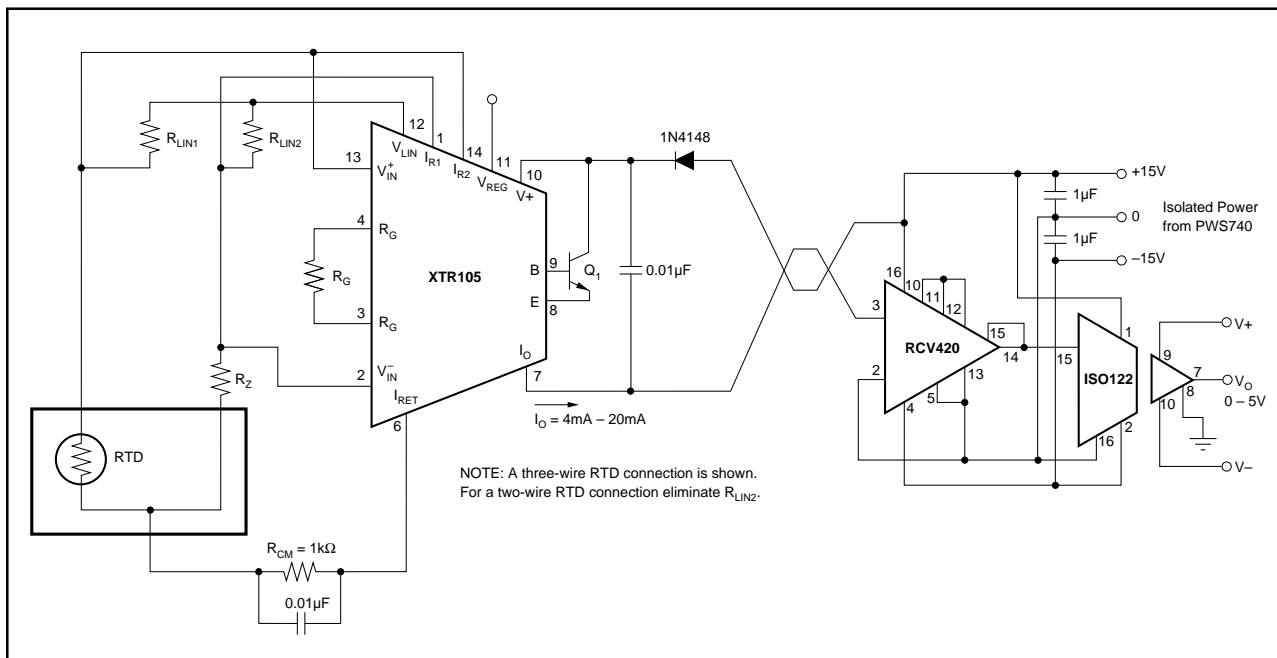 1N4148
12
1
R_LIN1
R_LIN2
V_LIN
I_R1
14
I_R2
11
V_REG
10
V+
13
V_IN^+
4
R_G
R_G
3
R_G
XTR105
B
9
Q_1
E
8
0.01µF
I_O
7
2
V_IN^–
I_RET
6
R_Z
RTD
I_O = 4mA – 20mA
NOTE: A three-wire RTD connection is shown.
For a two-wire RTD connection eliminate R_LIN2.
R_CM = 1kΩ
0.01µF
+15V
1µF
0
1µF
–15V
Isolated Power
from PWS740
16
10
11
12
3
RCV420
15
14
2
13
5
4
1
15
ISO122
16
2
9
V+
7
V_O
0 – 5V
8
10
V–